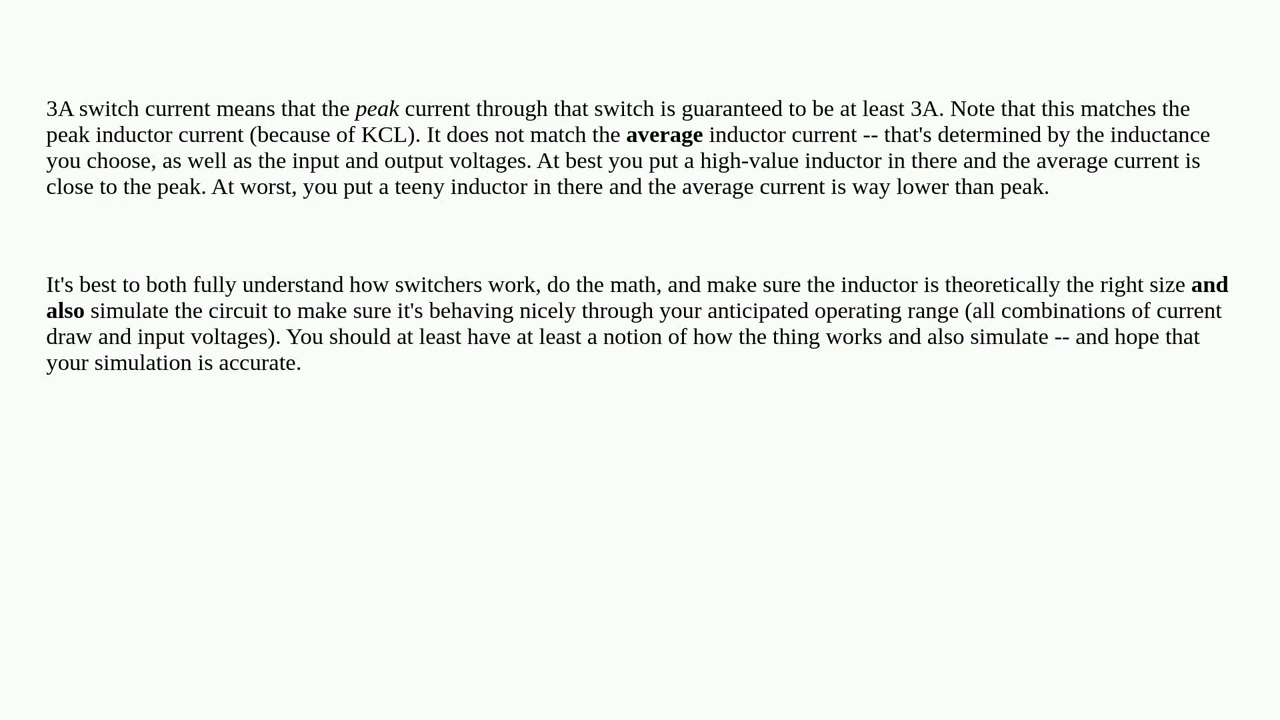 3A switch current means that the peak current through that switch is guaranteed to be at least 3A. Note that this matches the
peak inductor current (because of KCL). It does not match the average inductor current -- that's determined by the inductance
you choose, as well as the input and output voltages. At best you put a high-value inductor in there and the average current is
close to the peak. At worst, you put a teeny inductor in there and the average current is way lower than peak.
It's best to both fully understand how switchers work, do the math, and make sure the inductor is theoretically the right size and
also simulate the circuit to make sure it's behaving nicely through your anticipated operating range (all combinations of current
draw and input voltages). You should at least have at least a notion of how the thing works and also simulate -- and hope that
your simulation is accurate.